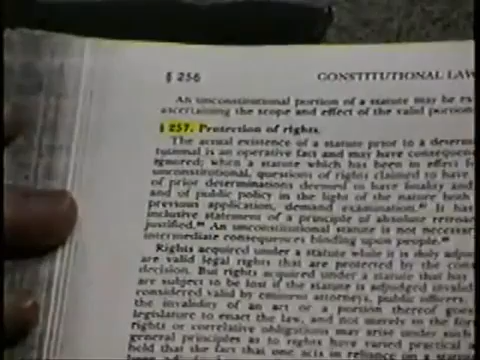 § 256 CONSTITUTIONAL LAW
An unconstitutional portion of a statute may be
ascertaining the scope and effect of the valid portion
§ 257. Protection of rights.
The actual existence of a statute prior to a
is an operative fact and may have
ignored; when a statute which has been in effect
unconstitutional, questions of rights claimed to have
of prior determinations deemed to have finality and
and of public policy in the light of the nature both
previous application, demand examination. It has
inclusive statement of a principle of absolute
justified. An unconstitutional statute is not
intermediate consequences binding upon people.
Rights acquired under a statute while it is duly
are valid legal rights that are protected by the
decision. But rights acquired under a statute that
are subject to be lost if the statute is adjudged
considered valid by eminent attorneys, public officers,
the invalidity of an act or a portion thereof
legislature to enact the law, and not merely to the
rights or correlative obligations may arise under such
general principles as to rights have varied
hold that the fact that one acts in reliance on a